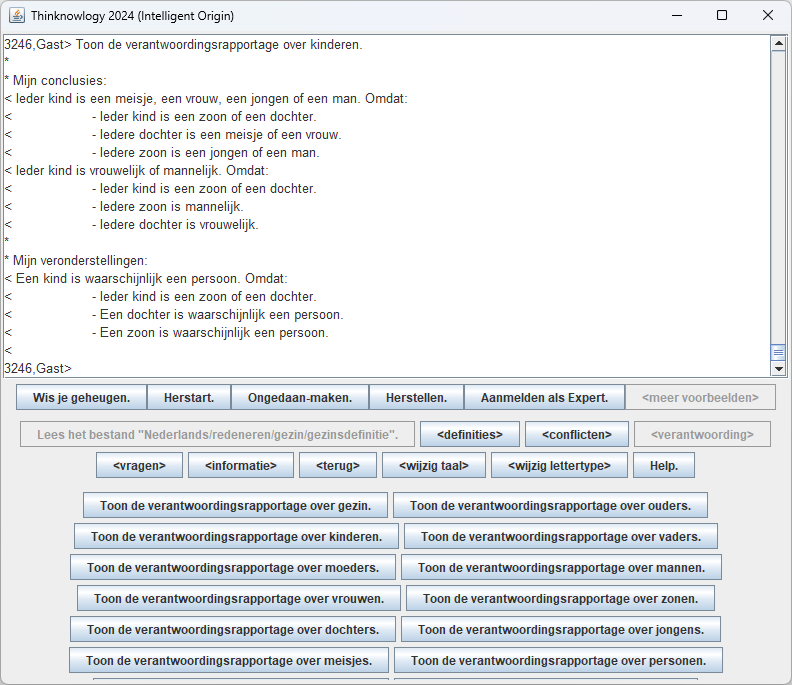 Thinknowlogy 2024 (Intelligent Origin)
3246,Gast> Toon de verantwoordingsrapportage over kinderen.
*
* Mijn conclusies:
< Ieder kind is een meisje, een vrouw, een jongen of een man. Omdat:
< - Ieder kind is een zoon of een dochter.
< - Iedere dochter is een meisje of een vrouw.
< - Iedere zoon is een jongen of een man.
< Ieder kind is vrouwelijk of mannelijk. Omdat:
< - Ieder kind is een zoon of een dochter.
< - Iedere zoon is mannelijk.
< - Iedere dochter is vrouwelijk.
*
* Mijn veronderstellingen:
< Een kind is waarschijnlijk een persoon. Omdat:
< - Ieder kind is een zoon of een dochter.
< - Een dochter is waarschijnlijk een persoon.
< - Een zoon is waarschijnlijk een persoon.
<
3246,Gast>
Wis je geheugen. Herstart. Ongedaan-maken. Herstellen. Aanmelden als Expert. <meer voorbeelden>
Lees het bestand "Nederlands/redeneren/gezin/gezinsdefinitie". <definities> <conflicten> <verantwoording>
<vragen> <informatie> <terug> <wijzig taal> <wijzig lettertype> Help.
Toon de verantwoordingsrapportage over gezin. Toon de verantwoordingsrapportage over ouders.
Toon de verantwoordingsrapportage over kinderen. Toon de verantwoordingsrapportage over vaders.
Toon de verantwoordingsrapportage over moeders. Toon de verantwoordingsrapportage over mannen.
Toon de verantwoordingsrapportage over vrouwen. Toon de verantwoordingsrapportage over zonen.
Toon de verantwoordingsrapportage over dochters. Toon de verantwoordingsrapportage over jongens.
Toon de verantwoordingsrapportage over meisjes. Toon de verantwoordingsrapportage over personen.